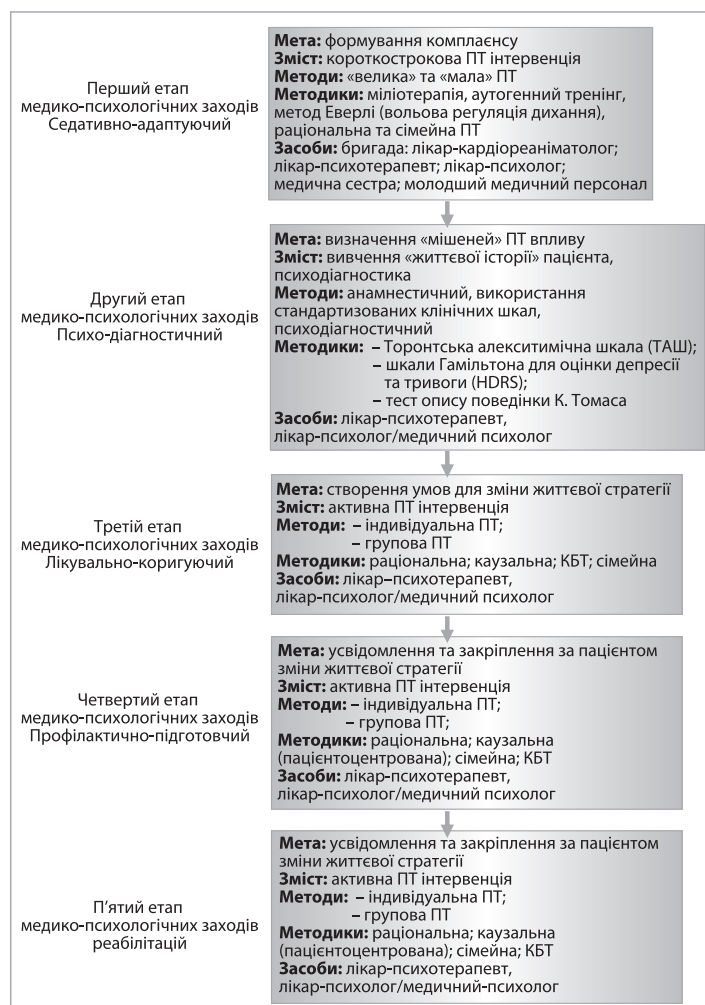 Перший етап
медико-психологічних заходів
Седативно-адаптуючий
Мета: формування комплаєнсу
Зміст: короткострокова ПТ інтервенція
Методи: «велика» та «мала» ПТ
Методики: міліотерапія, аутогенний тренінг,
метод Еверлі (вольова регуляція дихання),
раціональна та сімейна ПТ
Засоби: бригада: лікар-кардіореаніматолог;
лікар-психотерапевт; лікар-психолог;
медична сестра; молодший медичний персонал
Другий етап
медико-психологічних заходів
Психо-діагностичний
Мета: визначення «мішеней» ПТ впливу
Зміст: вивчення «життєвої історії» пацієнта,
психодіагностика
Методи: анамнестичний, використання
стандартизованих клінічних шкал,
психодіагностичний
Методики: – Торонтська алекситимічна шкала (ТАШ);
– шкали Гамільтона для оцінки депресії
та тривоги (HDRS);
– тест опису поведінки К. Томаса
Засоби: лікар-психотерапевт,
лікар-психолог/медичний психолог
Третій етап
медико-психологічних заходів
Лікувально-коригуючий
Мета: створення умов для зміни життєвої стратегії
Зміст: активна ПТ інтервенція
Методи: – індивідуальна ПТ;
– групова ПТ
Методики: раціональна; каузальна; КБТ; сімейна
Засоби: лікар–психотерапевт,
лікар-психолог/медичний психолог
Четвертий етап
медико-психологічних заходів
Профілактично-підготовчий
Мета: усвідомлення та закріплення за пацієнтом
зміни життєвої стратегії
Зміст: активна ПТ інтервенція
Методи: – індивідуальна ПТ;
– групова ПТ;
Методики: раціональна; каузальна
(пацієнтоцентрована); сімейна; КБТ
Засоби: лікар-психотерапевт,
лікар-психолог/медичний психолог
П'ятий етап
медико-психологічних заходів
реабілітацій
Мета: усвідомлення та закріплення за пацієнтом
зміни життєвої стратегії
Зміст: активна ПТ інтервенція
Методи: – індивідуальна ПТ;
– групова ПТ
Методики: раціональна; каузальна
(пацієнтоцентрована); сімейна; КБТ
Засоби: лікар-психотерапевт,
лікар-психолог/медичний-психолог